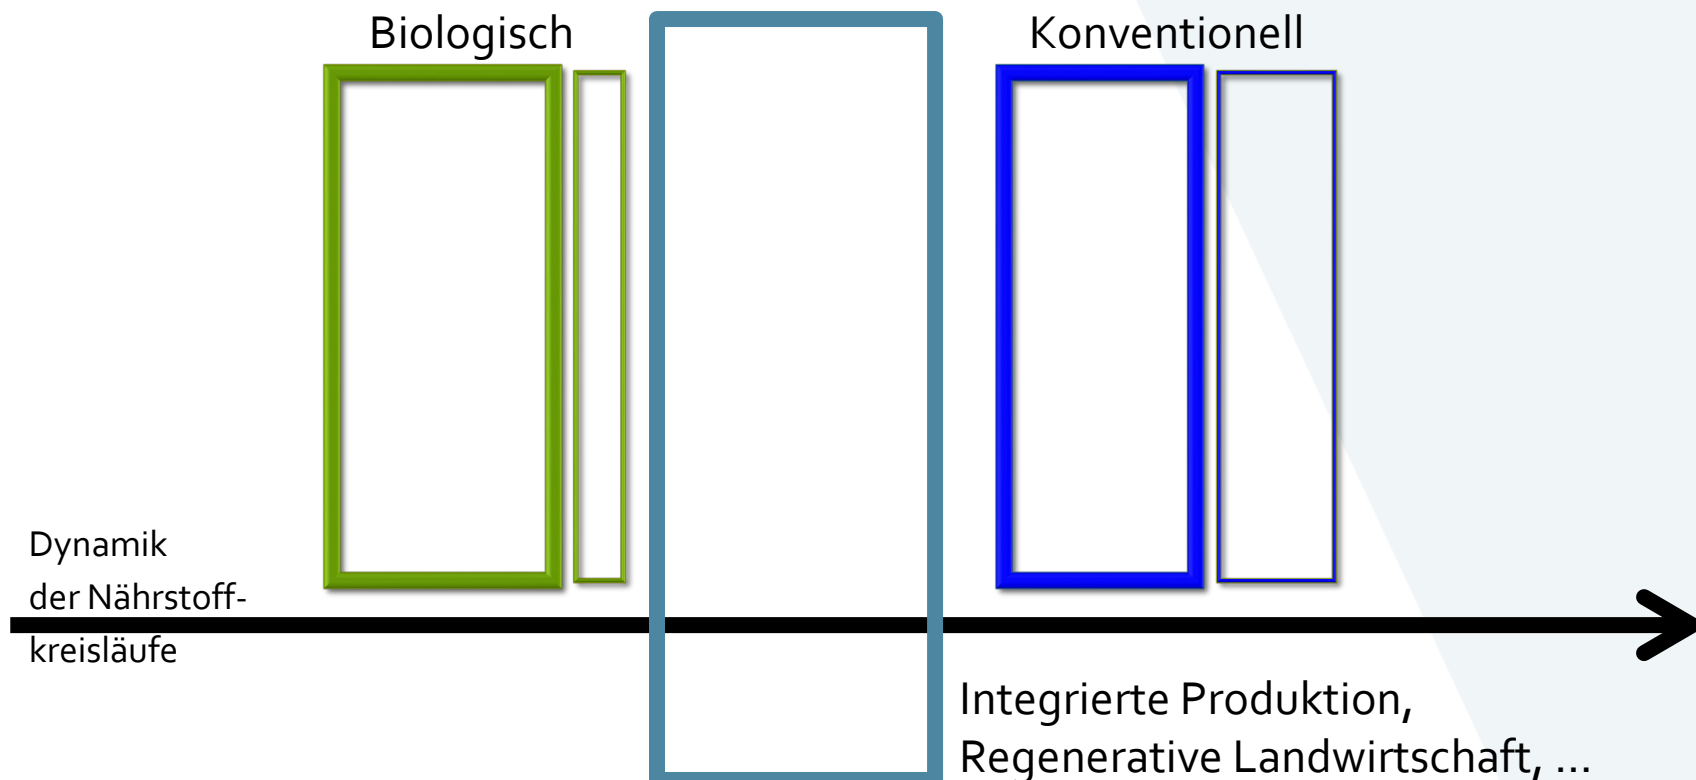 Biologisch
Konventionell
Dynamik
der Nährstoff-
kreisläufe
Integrierte Produktion,
Regenerative Landwirtschaft, ...